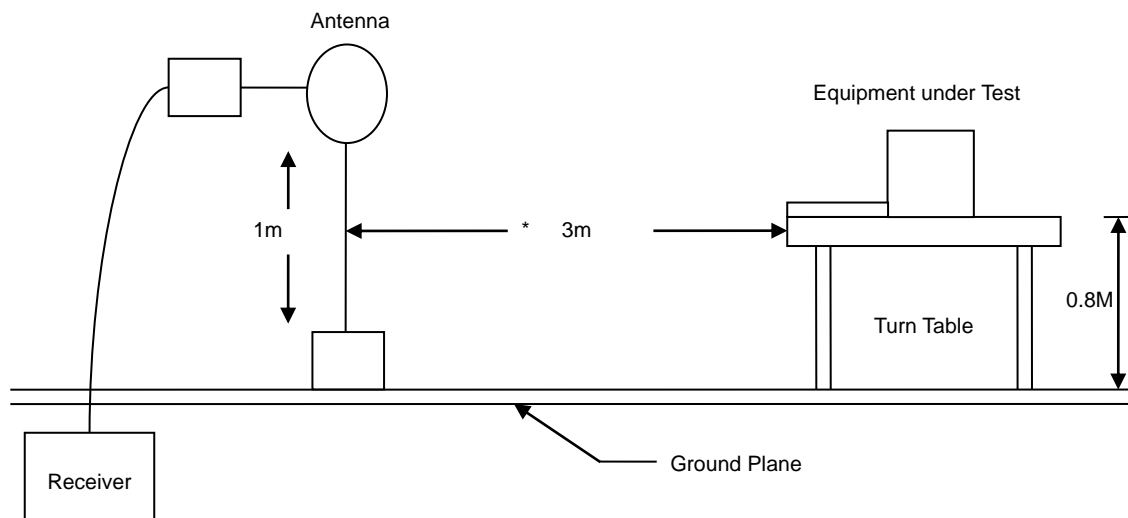 Antenna
Equipment under Test
1m
* 3m
0.8M
Turn Table
Ground Plane
Receiver